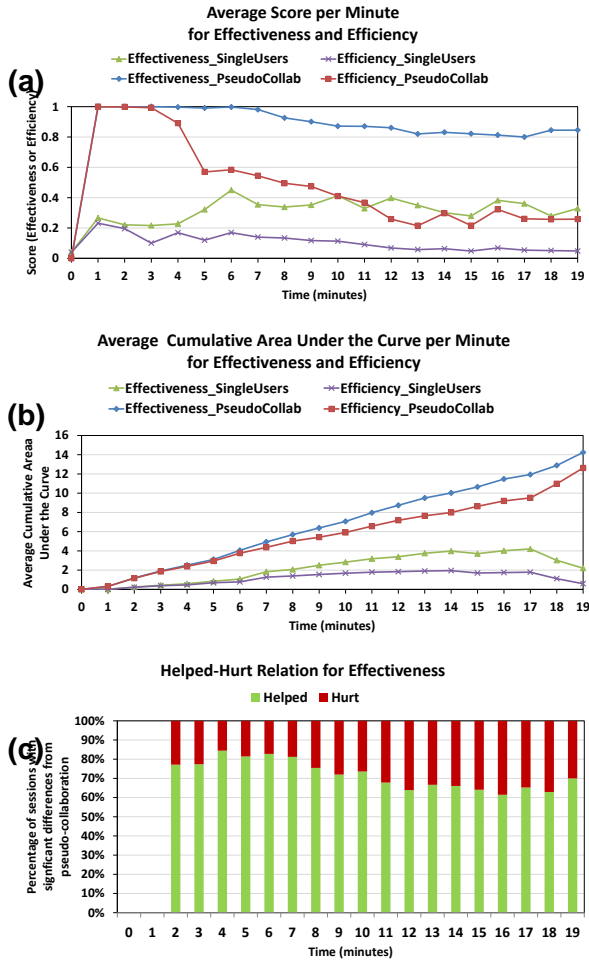 Average Score per Minute
for Effectiveness and Efficiency
Effectiveness_SingleUsers
Efficiency_SingleUsers
Effectiveness_PseudoCollab
Efficiency_PseudoCollab
(a)
Score (Effectiveness or Efficiency)
1
0.8
0.6
0.4
0.2
0
0 1 2 3 4 5 6 7 8 9 10 11 12 13 14 15 16 17 18 19
Time (minutes)
Average Cumulative Area Under the Curve per Minute
for Effectiveness and Efficiency
Effectiveness_SingleUsers
Efficiency_SingleUsers
Effectiveness_PseudoCollab
Efficiency_PseudoCollab
(b)
Average Cumulative Areaa
Under the Curve
16
14
12
10
8
6
4
2
0
0 1 2 3 4 5 6 7 8 9 10 11 12 13 14 15 16 17 18 19
Time (minutes)
Helped-Hurt Relation for Effectiveness
Helped
Hurt
(c)
Percentage of sessions with
signficant differences from
pseudo-collaboration
100%
90%
80%
70%
60%
50%
40%
30%
20%
10%
0%
0 1 2 3 4 5 6 7 8 9 10 11 12 13 14 15 16 17 18 19
Time (minutes)